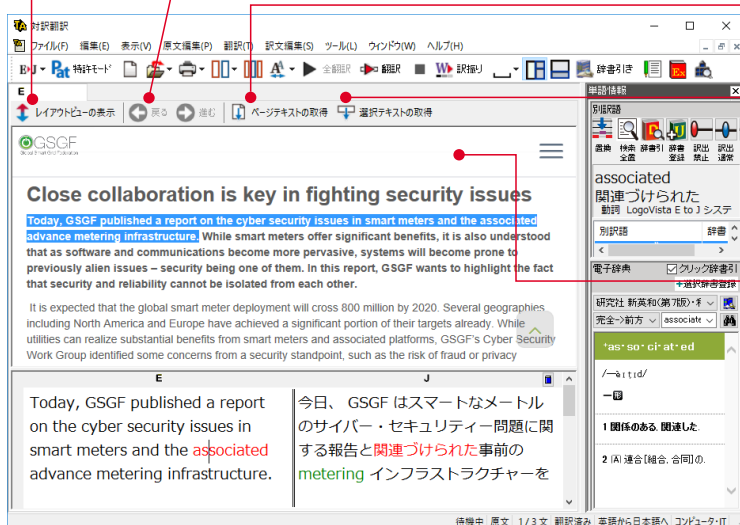 対訳翻訳
ファイル(F) 編集(E) 表示(V) 原文編集(P) 翻訳(T) 訳文編集(S) ツール(L) ウィンドウ(W) ヘルプ(H)
E▸J Pat 特許モード 全翻訳 翻訳 訳振り 辞書引き
E
レイアウトビューの表示 戻る 進む ページテキストの取得 選択テキストの取得
GSGF
Global Smart Grid Federation
Close collaboration is key in fighting security issues
Today, GSGF published a report on the cyber security issues in smart meters and the associated
advance metering infrastructure. While smart meters offer significant benefits, it is also understood
that as software and communications become more pervasive, systems will become prone to
previously alien issues – security being one of them. In this report, GSGF wants to highlight the fact
that security and reliability cannot be isolated from each other.
It is expected that the global smart meter deployment will cross 800 million by 2020. Several geographies
including North America and Europe have achieved a significant portion of their targets already. While
utilities can realize substantial benefits from smart meters and associated platforms, GSGF's Cyber Security
Work Group identified some concerns from a security standpoint, such as the risk of fraud or privacy
E
Today, GSGF published a report
on the cyber security issues in
smart meters and the associated
advance metering infrastructure.
J
今日、 GSGF はスマートなメートル
のサイバー・セキュリティー問題に関
する報告と関連づけられた事前の
metering インフラストラクチャーを
単語情報
別訳語
置換 検索全置 辞書引 辞書登録 訳出禁止 訳出通常
associated
関連づけられた
動詞 LogoVista E to J システ
別訳語 辞書
電子辞典 クリック辞書引
+選択辞書登録
研究社 新英和(第7版)・
完全->前方 associate
*as·so·ci·at·ed
—形
1 関係のある, 関連した.
2 [A] 連合[組合, 合同]の.
待機中 原文 1/3文 翻訳済み 英語から日本語へ コンピュータ・IT